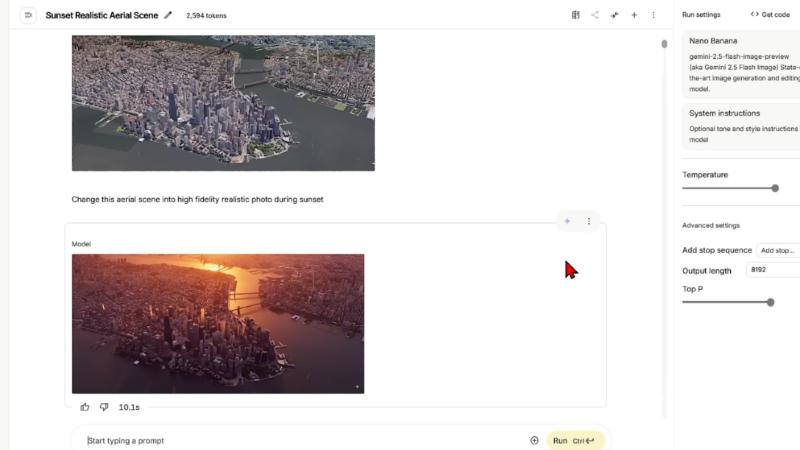 Sunset Realistic Aerial Scene
2,594 tokens
Run settings
Get code
Nano Banana
gemini-2.5-flash-image-preview
(aka Gemini 2.5 Flash Image) State-
the-art image generation and editing
model.
System instructions
Optional tone and style instructions
model
Change this aerial scene into high fidelity realistic photo during sunset
Temperature
Model
Advanced settings
Add stop sequence
Add stop...
Output length
8192
Top P
10.1s
Start typing a prompt
Run Ctrl